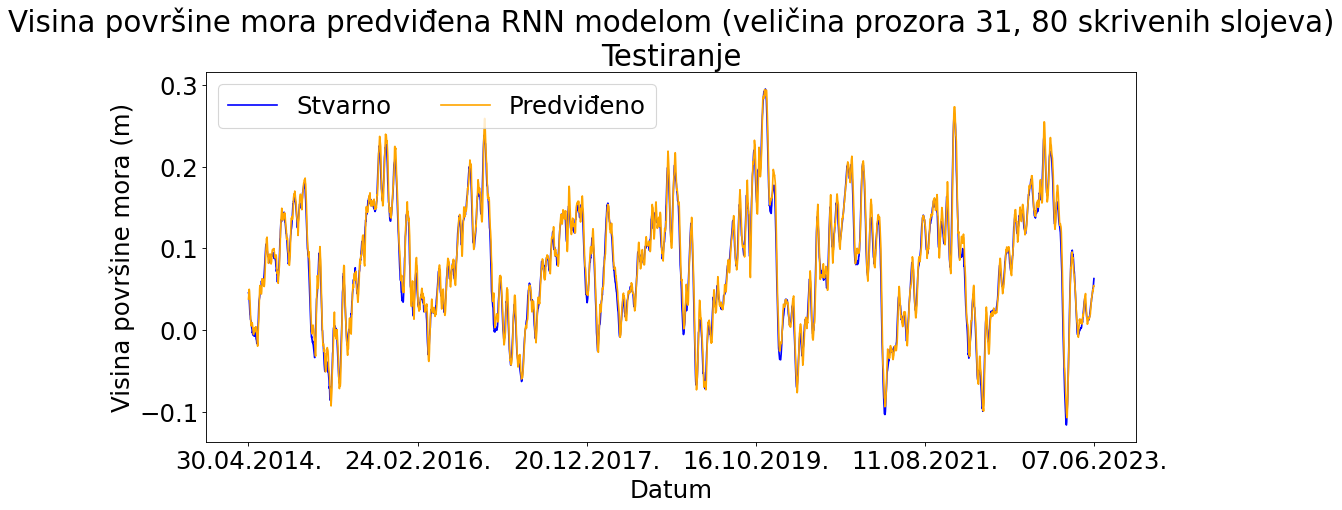 Visina površine mora predviđena RNN modelom (veličina prozora 31, 80 skrivenih slojeva)
Testiranje
Stvarno Predviđeno
Visina površine mora (m)
0.3
0.2
0.1
0.0
−0.1
30.04.2014. 24.02.2016. 20.12.2017. 16.10.2019. 11.08.2021. 07.06.2023.
Datum